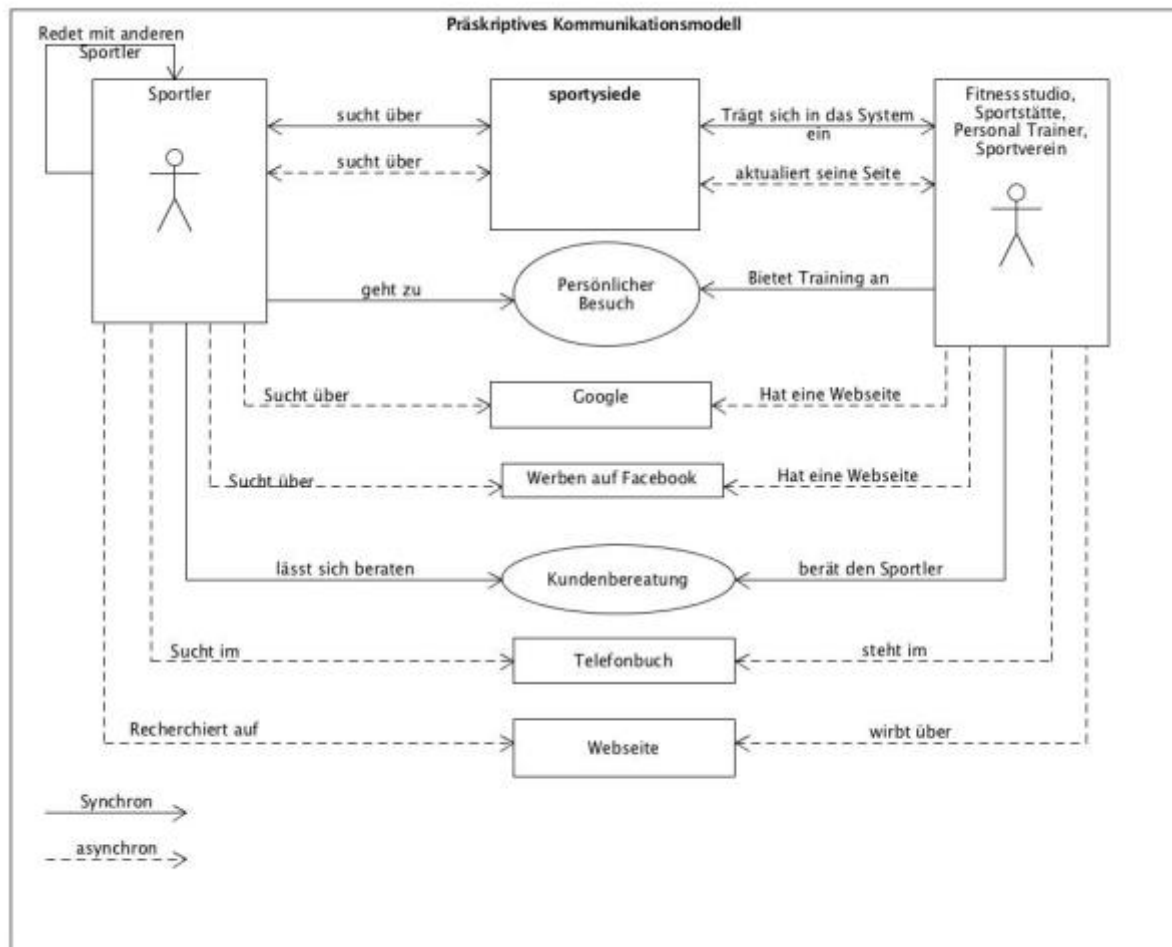 Präskriptives Kommunikationsmodell
Redet mit anderen
Sportler
Sportler
sucht über
sucht über
sportysiede
Trägt sich in das System
ein
aktualiert seine Seite
Fitnessstudio,
Sportstätte,
Personal Trainer,
Sportverein
geht zu
Persönlicher
Besuch
Bietet Training an
Sucht über
Google
Hat eine Webseite
Sucht über
Werben auf Facebook
Hat eine Webseite
lässt sich beraten
Kundenbereatung
berät den Sportler
Sucht im
Telefonbuch
steht im
Recherchiert auf
Webseite
wirbt über
Synchron
asynchron